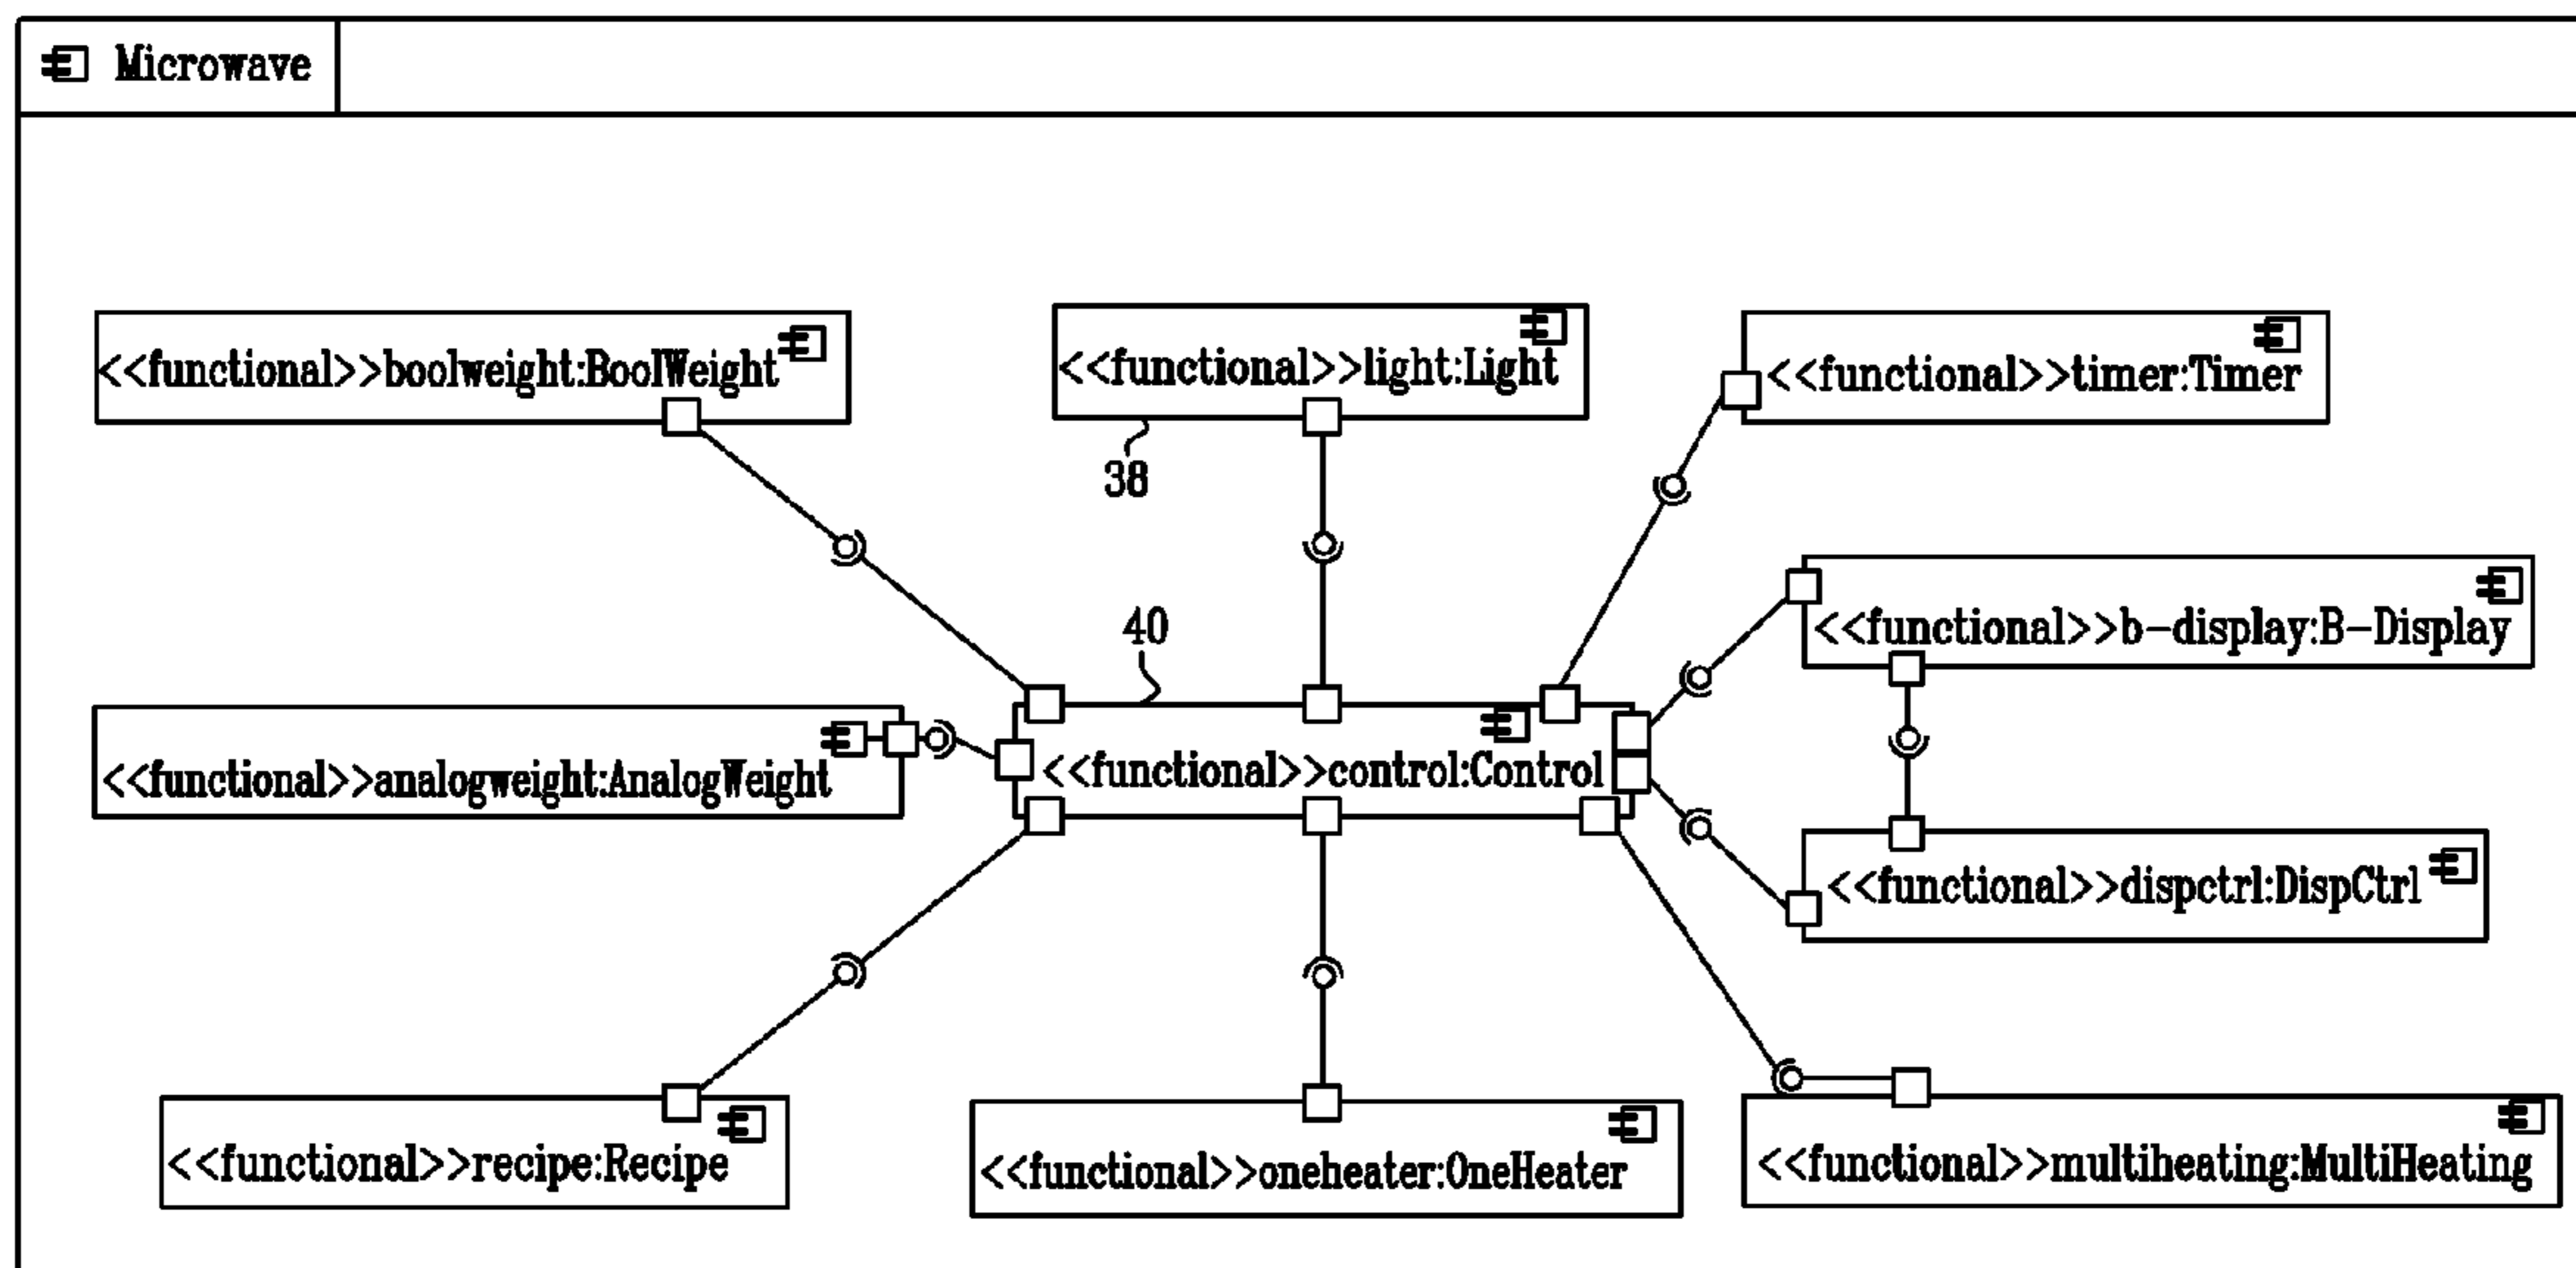 Microwave
<<functional>>boolweight:BoolWeight
<<functional>>light:Light
<<functional>>timer:Timer
38
40
<<functional>>b-display:B-Display
<<functional>>analogweight:AnalogWeight
<<functional>>control:Control
<<functional>>dispctrl:DispCtrl
<<functional>>recipe:Recipe
<<functional>>oneheater:OneHeater
<<functional>>multiheating:MultiHeating